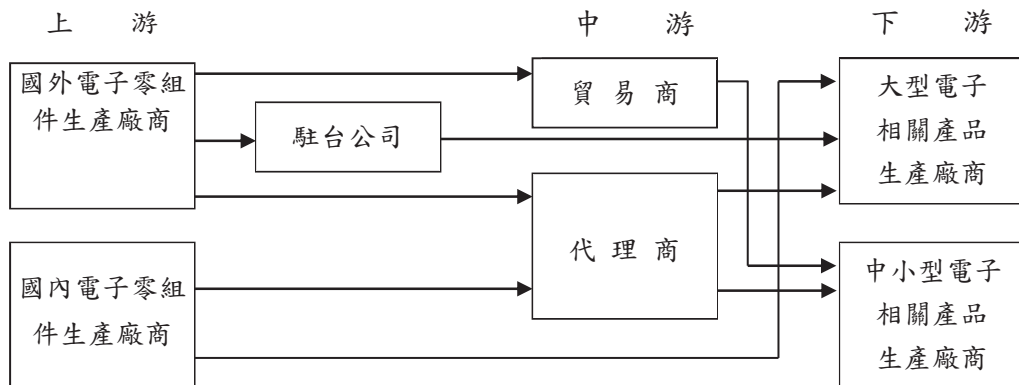 上 游
中 游
下 游
國外電子零組
件生產廠商
駐台公司
貿易商
代理商
大型電子
相關產品
生產廠商
國內電子零組
件生產廠商
中小型電子
相關產品
生產廠商